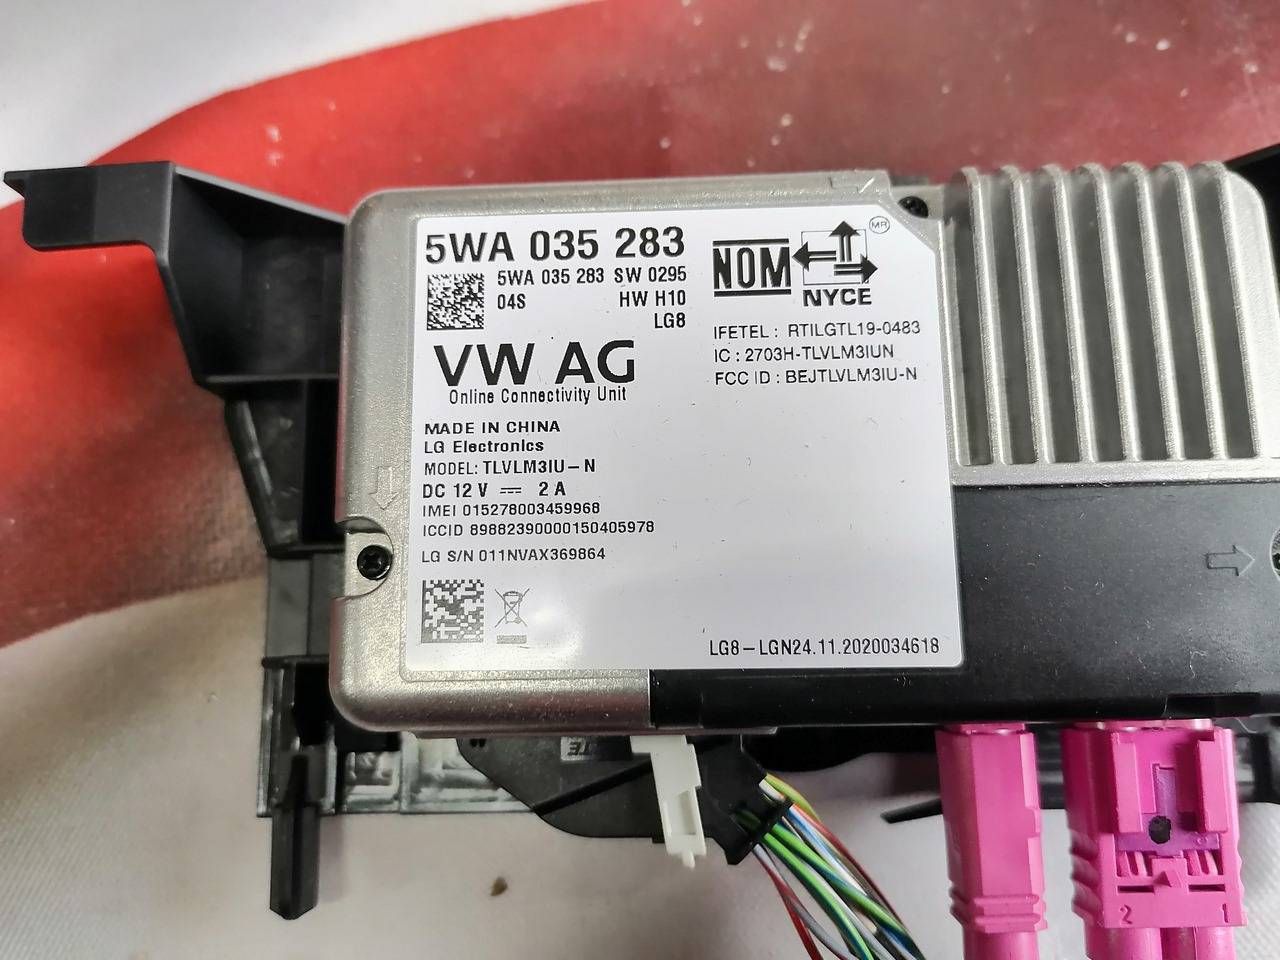 5WA 035 283
5WA 035 283 SW 0295
04S HW H10
LG8
VW AG
Online Connectivity Unit
MADE IN CHINA
LG Electronics
MODEL: TLVLM3IU-N
DC 12 V ⎓ 2 A
IMEI 015278003459968
ICCID 89882390000150405978
LG S/N 011NVAX369864
NOM
MR
NYCE
IFETEL : RTILGTL19-0483
IC : 2703H-TLVLM3IUN
FCC ID : BEJTLVLM3IU-N
LG8-LGN24.11.2020034618
2 1